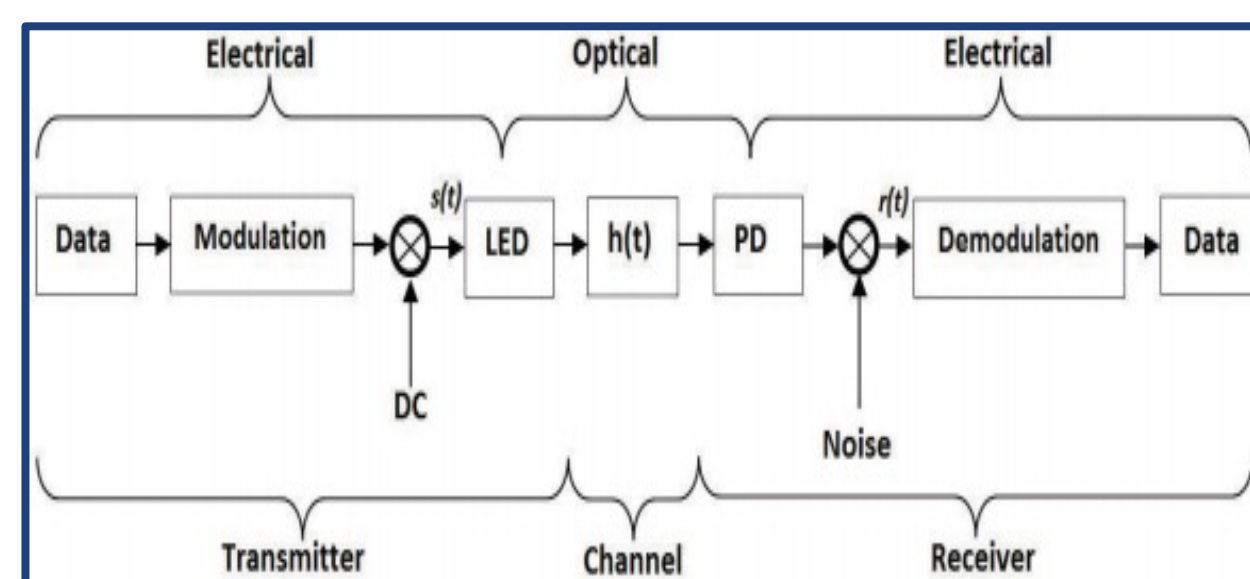 Electrical Optical Electrical
s(t) r(t)
Data Modulation LED h(t) PD Demodulation Data
DC
Noise
Transmitter Channel Receiver